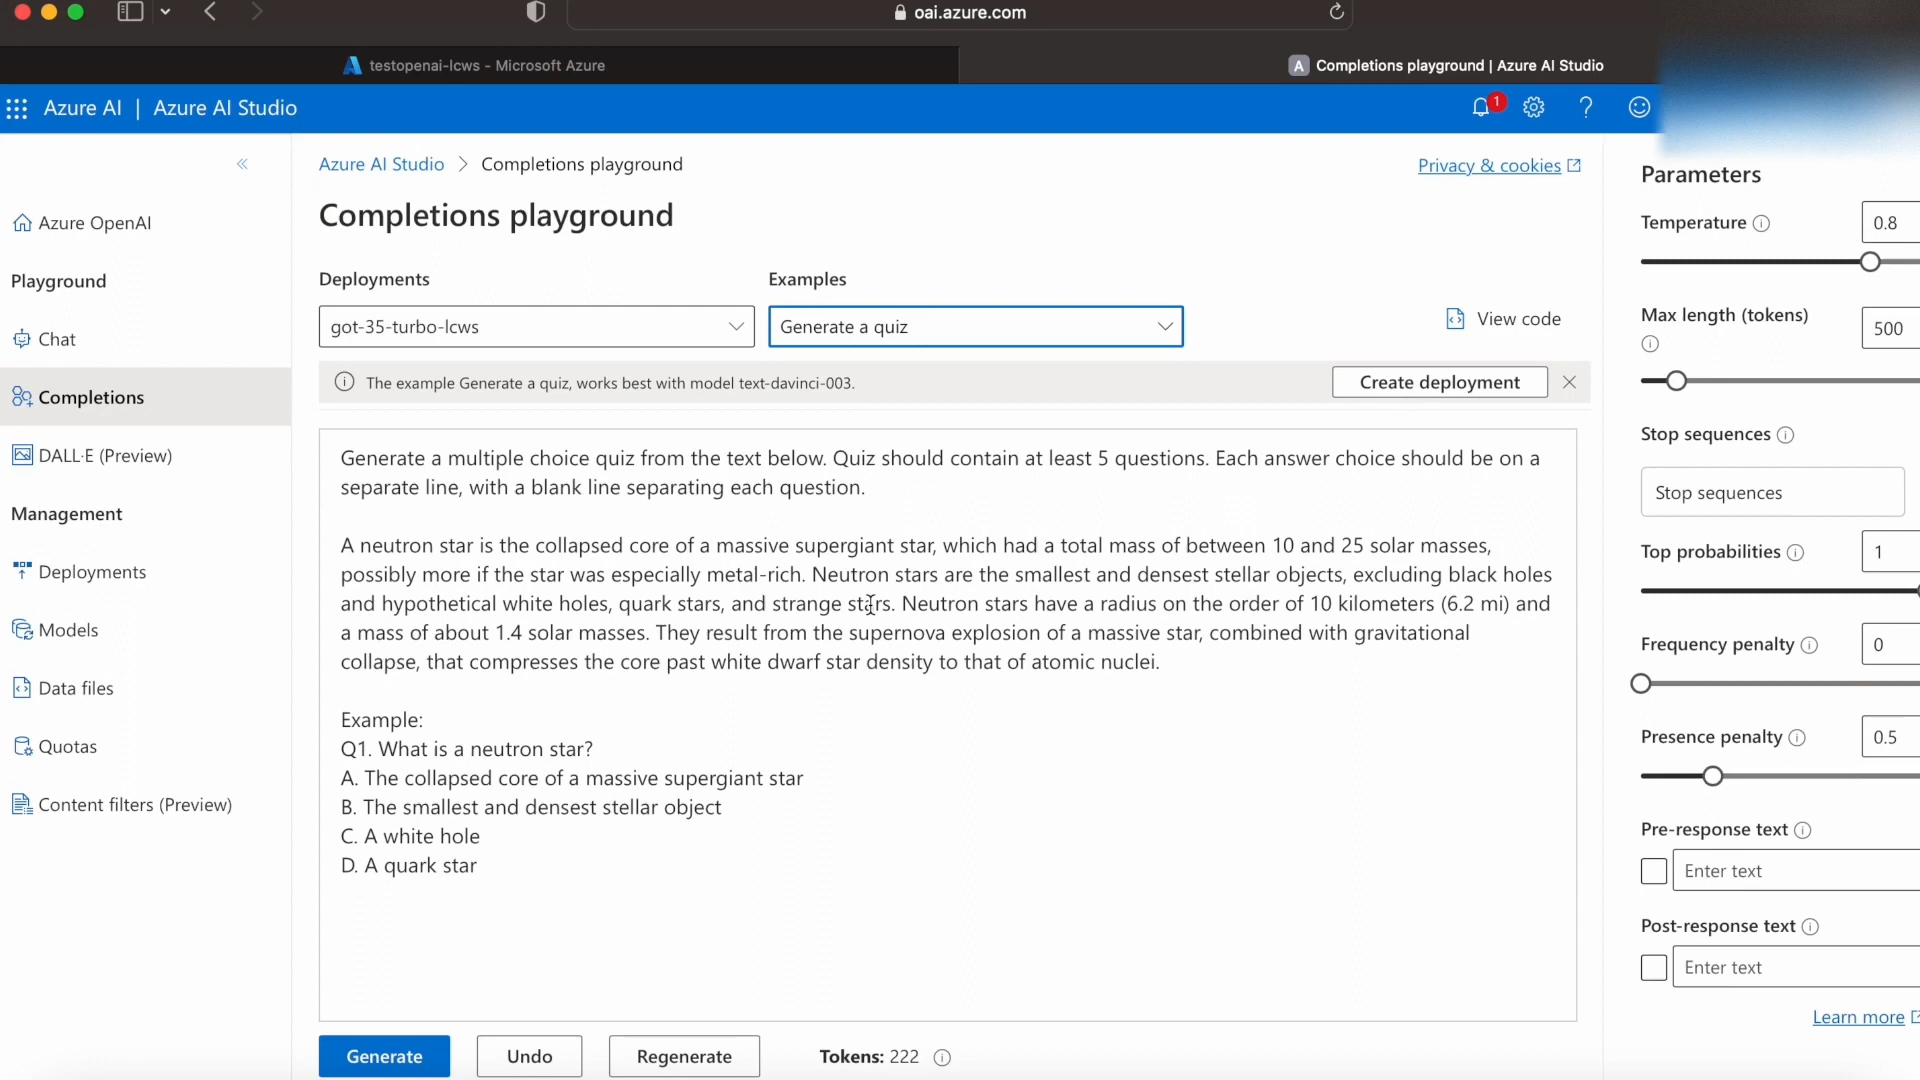 oai.azure.com
testopenai-lcws - Microsoft Azure
A Completions playground | Azure AI Studio
Azure AI | Azure AI Studio
1
Azure OpenAI
Playground
Chat
Completions
DALL·E (Preview)
Management
Deployments
Models
Data files
Quotas
Content filters (Preview)
Azure AI Studio > Completions playground
Privacy & cookies
Completions playground
Deployments
Examples
got-35-turbo-lcws
Generate a quiz
View code
The example Generate a quiz, works best with model text-davinci-003.
Create deployment
Generate a multiple choice quiz from the text below. Quiz should contain at least 5 questions. Each answer choice should be on a
separate line, with a blank line separating each question.
A neutron star is the collapsed core of a massive supergiant star, which had a total mass of between 10 and 25 solar masses,
possibly more if the star was especially metal-rich. Neutron stars are the smallest and densest stellar objects, excluding black holes
and hypothetical white holes, quark stars, and strange stars. Neutron stars have a radius on the order of 10 kilometers (6.2 mi) and
a mass of about 1.4 solar masses. They result from the supernova explosion of a massive star, combined with gravitational
collapse, that compresses the core past white dwarf star density to that of atomic nuclei.
Example:
Q1. What is a neutron star?
A. The collapsed core of a massive supergiant star
B. The smallest and densest stellar object
C. A white hole
D. A quark star
Generate
Undo
Regenerate
Tokens: 222
Parameters
Temperature
0.8
Max length (tokens)
500
Stop sequences
Stop sequences
Top probabilities
1
Frequency penalty
0
Presence penalty
0.5
Pre-response text
Enter text
Post-response text
Enter text
Learn more